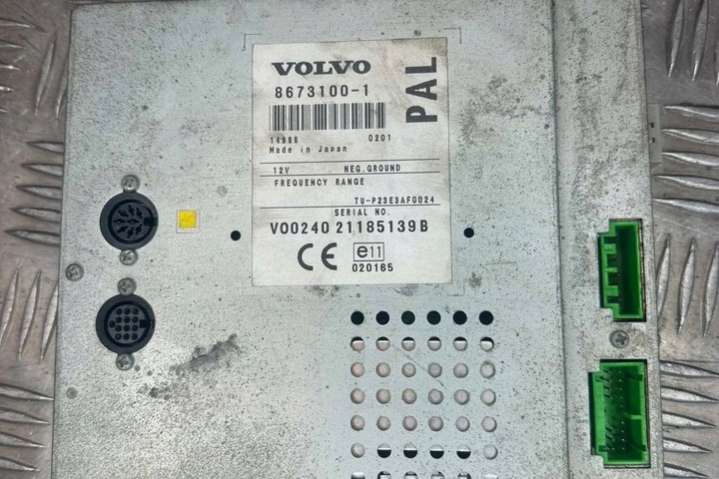 VOLVO
8673100-1
PAL
14996 0201
Made in Japan
12V NEG.GROUND
FREQUENCY RANGE
TU-P23E3AF0024
SERIAL NO.
V00240 21185139B
CE e11
020165